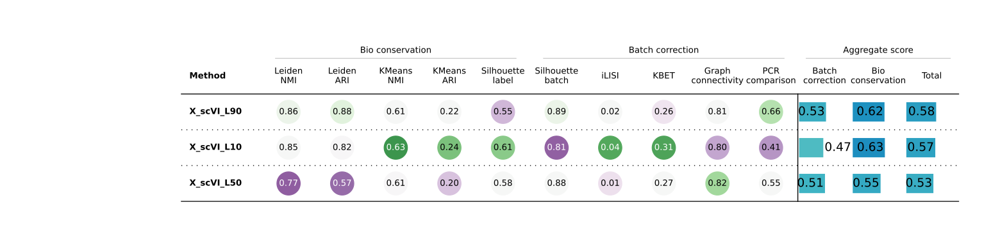 Bio conservation Batch correction Aggregate score
Method Leiden NMI Leiden ARI KMeans NMI KMeans ARI Silhouette label Silhouette batch iLISI KBET Graph connectivity PCR comparison Batch correction Bio conservation Total
X_scVI_L90 0.86 0.88 0.61 0.22 0.55 0.89 0.02 0.26 0.81 0.66 0.53 0.62 0.58
X_scVI_L10 0.85 0.82 0.63 0.24 0.61 0.81 0.04 0.31 0.80 0.41 0.47 0.63 0.57
X_scVI_L50 0.77 0.57 0.61 0.20 0.58 0.88 0.01 0.27 0.82 0.55 0.51 0.55 0.53